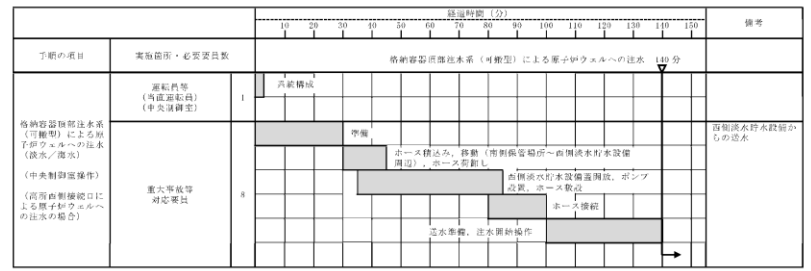 経過時間（分）
備考
10 20 30 40 50 60 70 80 90 100 110 120 130 140 150
手順の項目
実施箇所・必要要員数
格納容器頂部注水系（可搬型）による原子炉ウェルへの注水 140分
格納容器頂部注水系
（可搬型）による原
子炉ウェルへの注水
（淡水／海水）
（中央制御室操作）
（高所西側接続口に
よる原子炉ウェルへ
の注水の場合）
運転員等
（当直運転員）
（中央制御室）
1
系統構成
重大事故等
対応要員
8
準備
ホース積込み，移動（南側保管場所～西側淡水貯水設備
周辺），ホース荷卸し
西側淡水貯水設備蓋開放，ポンプ
設置，ホース敷設
ホース接続
送水準備，注水開始操作
西側淡水貯水設備か
らの送水